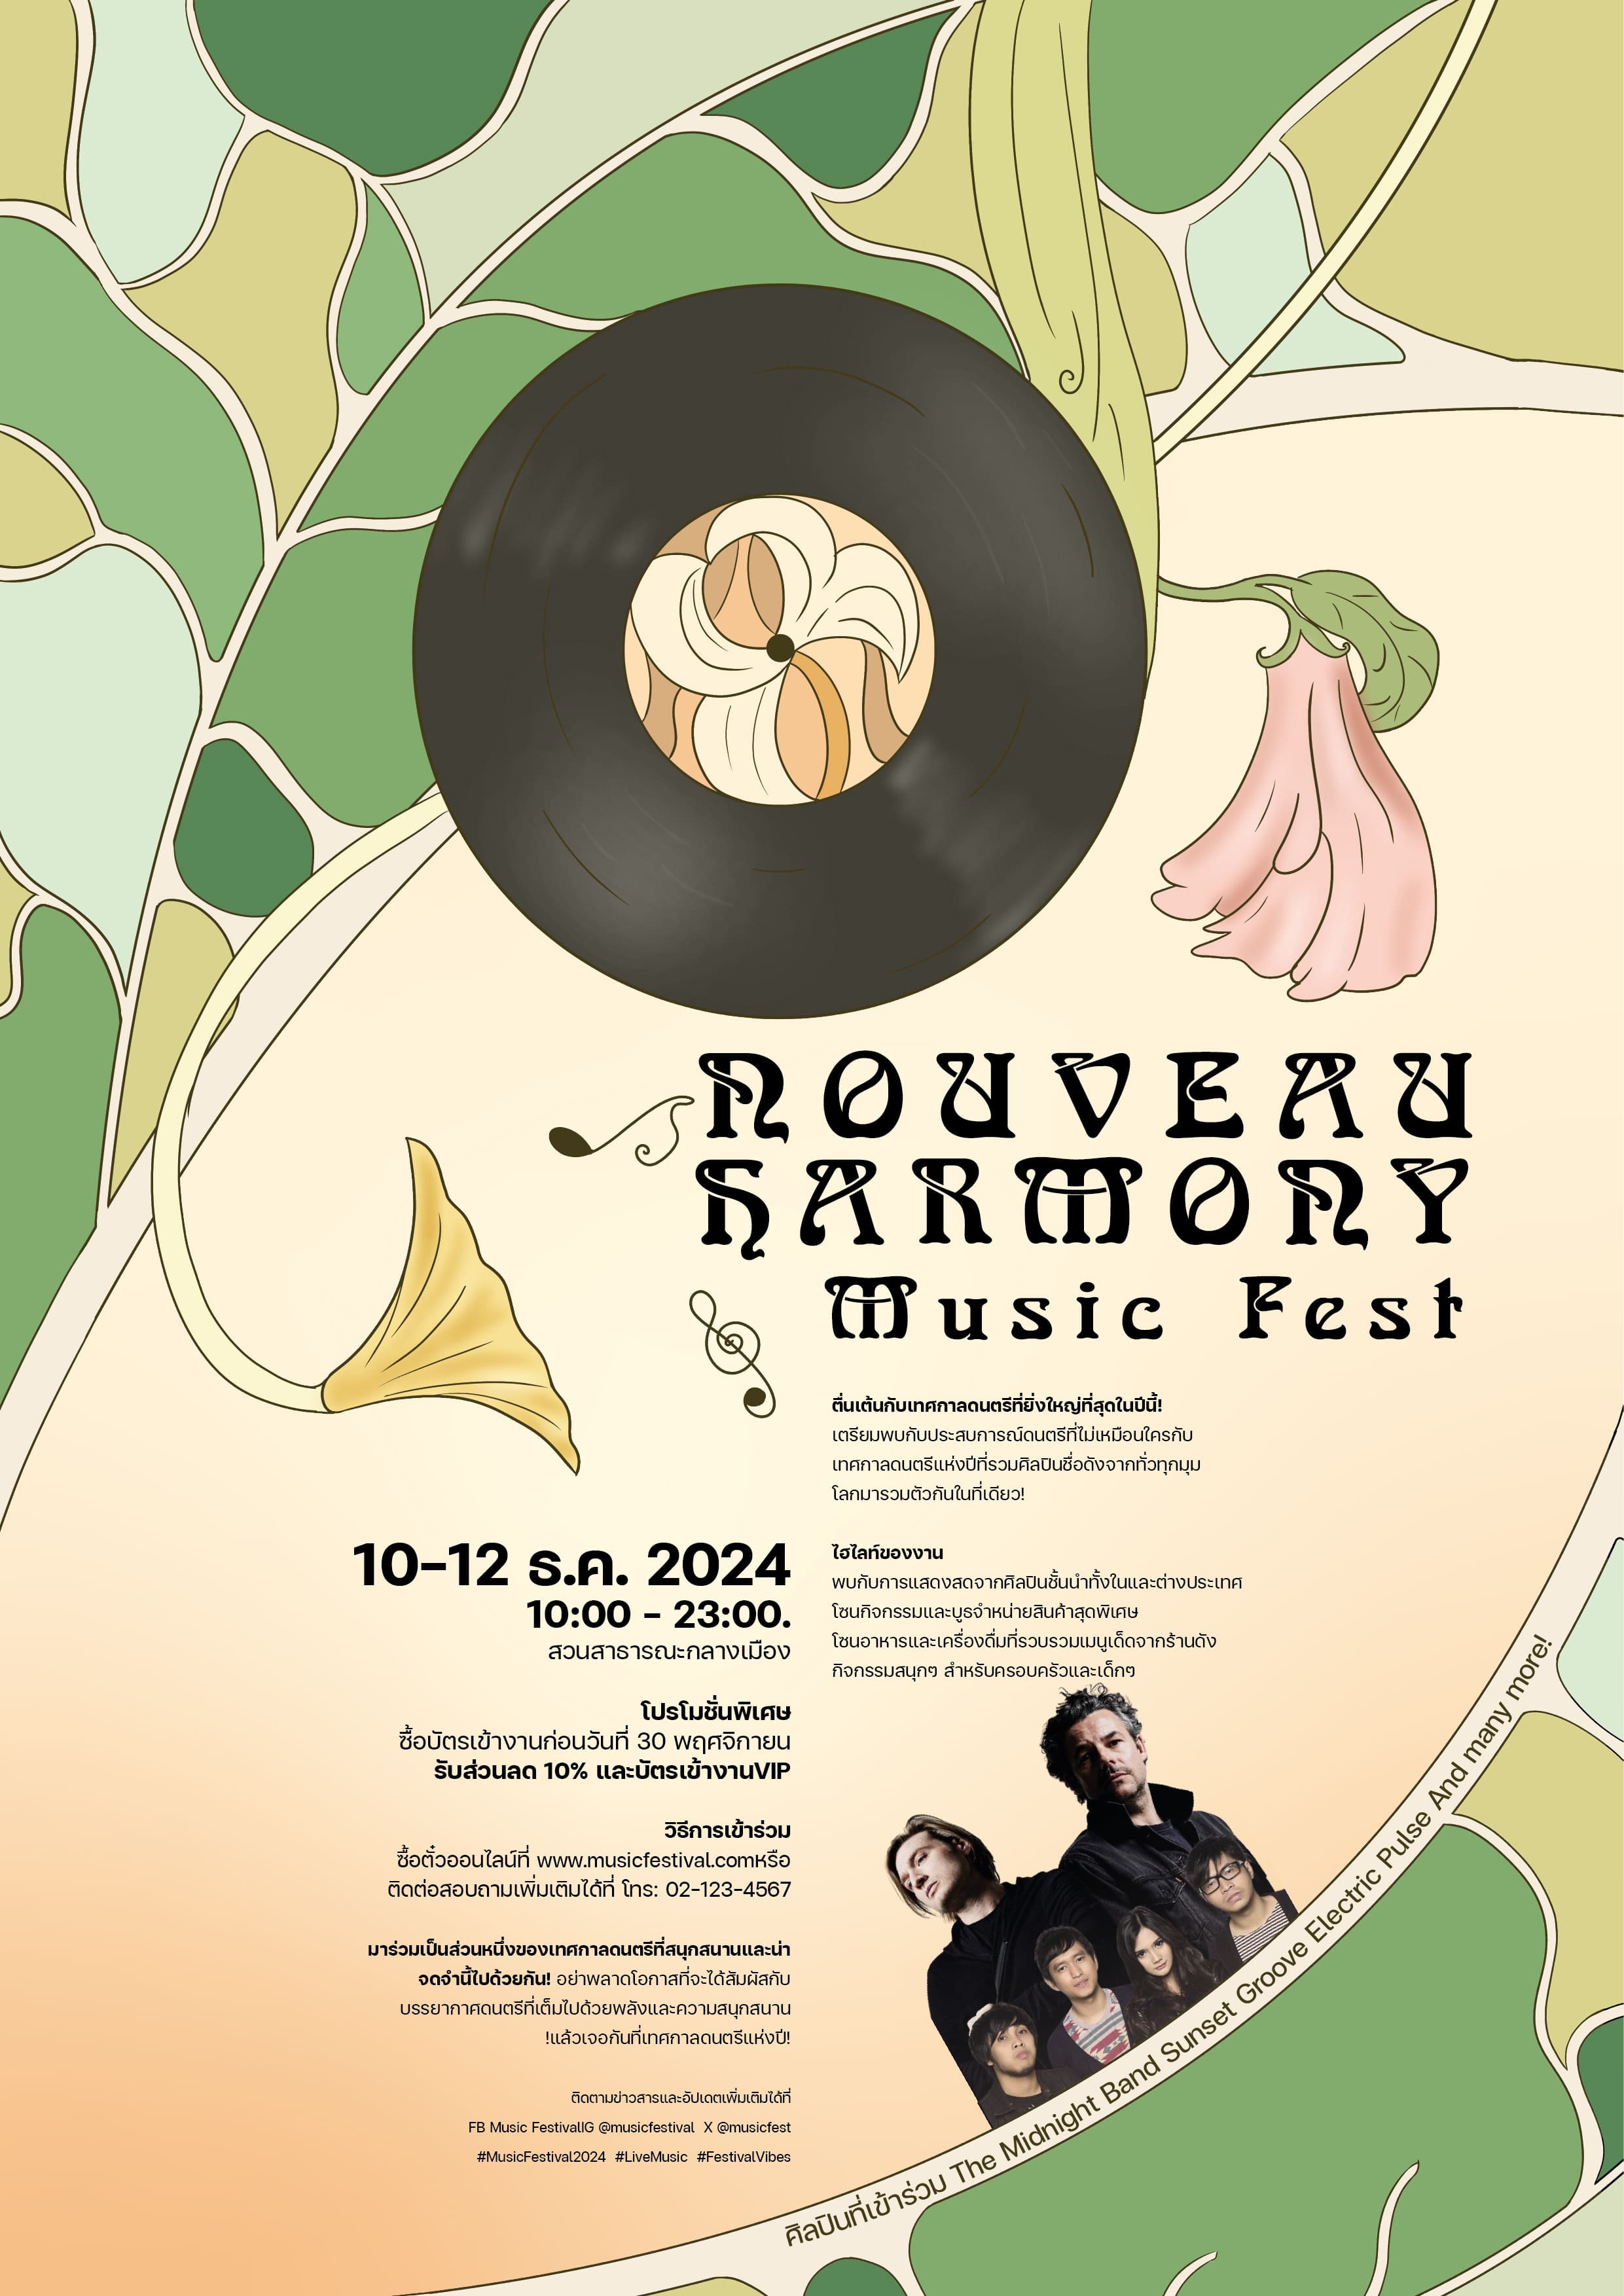 NOUVEAU
HARMONY
Music Fest
ตื่นเต้นกับเทศกาลดนตรีที่ยิ่งใหญ่ที่สุดในปีนี้!
เตรียมพบกับประสบการณ์ดนตรีที่ไม่เหมือนใครกับ
เทศกาลดนตรีแห่งปีที่รวมศิลปินชื่อดังจากทั่วทุกมุม
โลกมารวมตัวกันในที่เดียว!
ไฮไลท์ของงาน
พบกับการแสดงสดจากศิลปินชั้นนำทั้งในและต่างประเทศ
โซนกิจกรรมและบูธจำหน่ายสินค้าสุดพิเศษ
โซนอาหารและเครื่องดื่มที่รวบรวมเมนูเด็ดจากร้านดัง
กิจกรรมสนุกๆ สำหรับครอบครัวและเด็กๆ
10-12 ธ.ค. 2024
10:00 - 23:00.
สวนสาธารณะกลางเมือง
โปรโมชั่นพิเศษ
ซื้อบัตรเข้างานก่อนวันที่ 30 พฤศจิกายน
รับส่วนลด 10% และบัตรเข้างานVIP
วิธีการเข้าร่วม
ซื้อตั๋วออนไลน์ที่ www.musicfestival.comหรือ
ติดต่อสอบถามเพิ่มเติมได้ที่ โทร: 02-123-4567
มาร่วมเป็นส่วนหนึ่งของเทศกาลดนตรีที่สนุกสนานและน่า
จดจำนี้ไปด้วยกัน! อย่าพลาดโอกาสที่จะได้สัมผัสกับ
บรรยากาศดนตรีที่เต็มไปด้วยพลังและความสนุกสนาน
!แล้วเจอกันที่เทศกาลดนตรีแห่งปี!
ติดตามข่าวสารและอัปเดตเพิ่มเติมได้ที่
FB Music FestivalIG @musicfestival X @musicfest
#MusicFestival2024 #LiveMusic #FestivalVibes
ศิลปินที่เข้าร่วม The Midnight Band Sunset Groove Electric Pulse And many more!